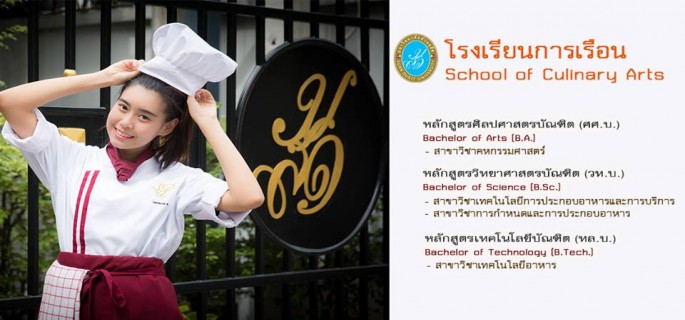 โรงเรียนการเรือน
School of Culinary Arts
หลักสูตรศิลปศาสตรบัณฑิต (ศศ.บ.)
Bachelor of Arts (B.A.)
- สาขาวิชาคหกรรมศาสตร์
หลักสูตรวิทยาศาสตรบัณฑิต (วท.บ.)
Bachelor of Science (B.Sc.)
- สาขาวิชาเทคโนโลยีการประกอบอาหารและการบริการ
- สาขาวิชาการกำหนดและการประกอบอาหาร
หลักสูตรเทคโนโลยีบัณฑิต (ทล.บ.)
Bachelor of Technology (B.Tech.)
- สาขาวิชาเทคโนโลยีอาหาร